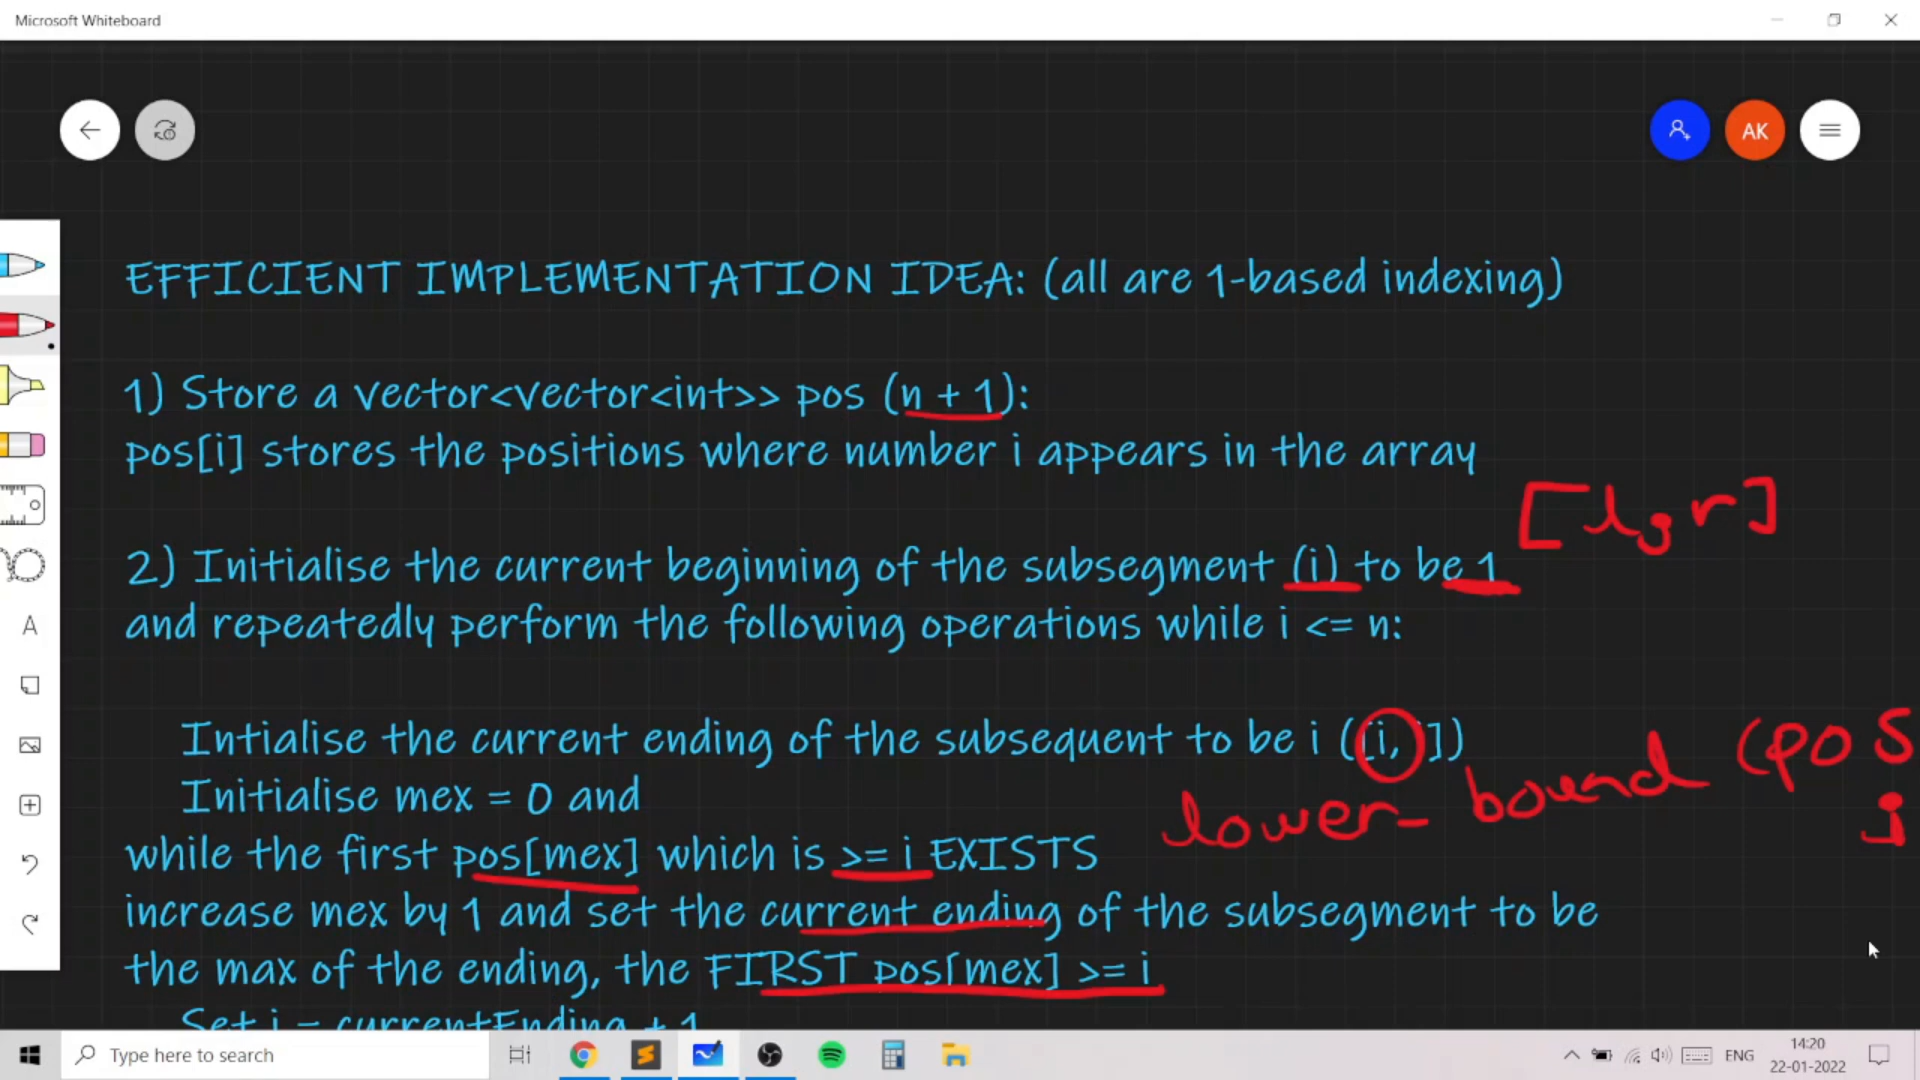 Microsoft Whiteboard
AK
EFFICIENT IMPLEMENTATION IDEA: (all are 1-based indexing)
1) Store a vector<vector<int>> pos (n + 1):
pos[i] stores the positions where number i appears in the array
[l, r]
2) Initialise the current beginning of the subsegment (i) to be 1
and repeatedly perform the following operations while i <= n:
Intialise the current ending of the subsequent to be i ([i, ])
lower_bound (pos
i
Initialise mex = 0 and
while the first pos[mex] which is >= i EXISTS
increase mex by 1 and set the current ending of the subsegment to be
the max of the ending, the FIRST pos[mex] >= i
Set i = currentEnding + 1
A
Type here to search
ENG
14:20
22-01-2022